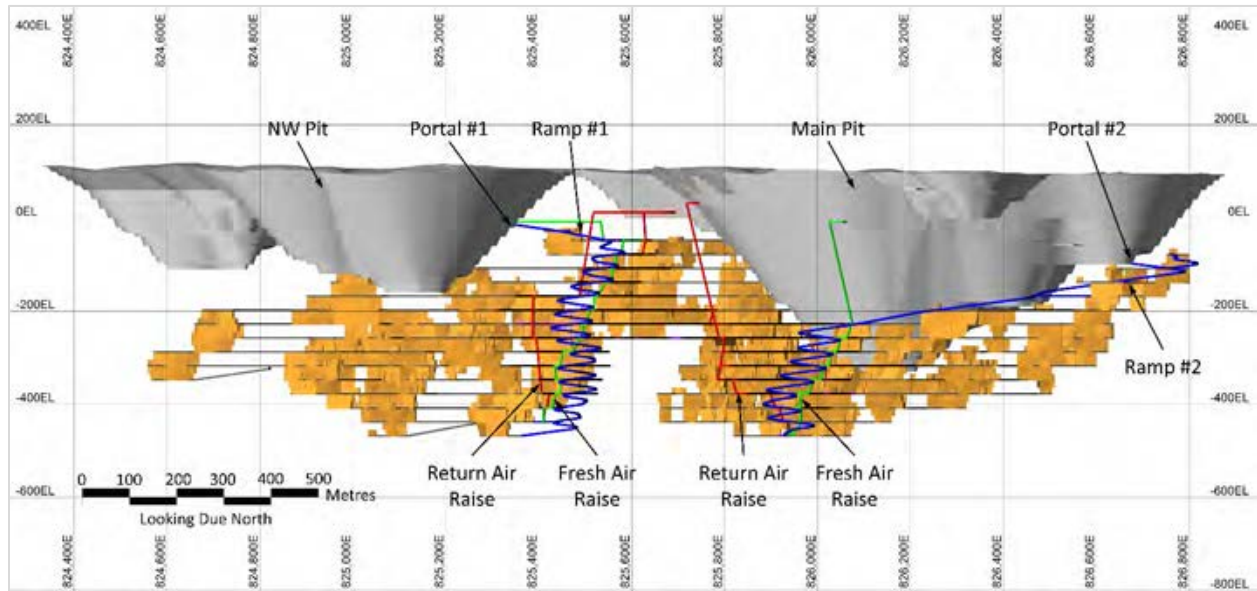 400EL 400EL
824.400E 824.600E 824.800E 825.000E 825.200E 825.400E 825.600E 825.800E 826.000E 826.200E 826.400E 826.600E 826.800E
200EL 200EL
NW Pit Portal #1 Ramp #1 Main Pit Portal #2
0EL 0EL
-200EL -200EL
Ramp #2
-400EL -400EL
Return Air Raise
Fresh Air Raise
Return Air Raise
Fresh Air Raise
0 100 200 300 400 500
Metres
Looking Due North
-600EL -600EL
824.400E 824.600E 824.800E 825.000E 825.200E 825.400E 825.600E 825.800E 826.000E 826.200E 826.400E 826.600E 826.800E
-800EL -800EL